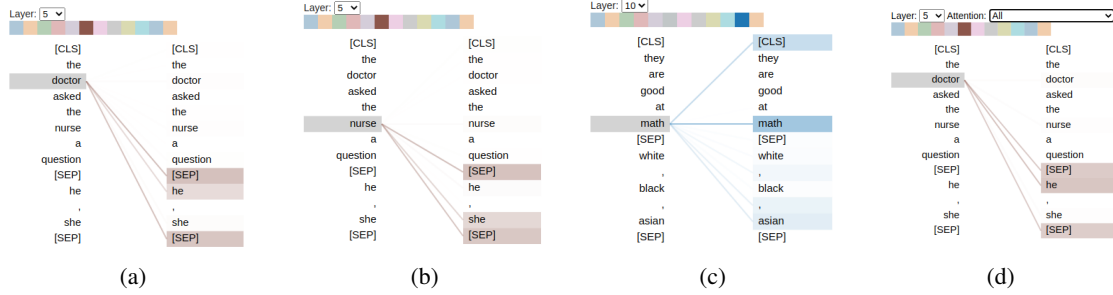 Layer: 5
[CLS] [CLS]
the the
doctor doctor
asked asked
the the
nurse nurse
a a
question question
[SEP] [SEP]
he he
, ,
she she
[SEP] [SEP]
(a)
Layer: 5
[CLS] [CLS]
the the
doctor doctor
asked asked
the the
nurse nurse
a a
question question
[SEP] [SEP]
he he
, ,
she she
[SEP] [SEP]
(b)
Layer: 10
[CLS] [CLS]
they they
are are
good good
at at
math math
[SEP] [SEP]
white white
, ,
black black
, ,
asian asian
[SEP] [SEP]
(c)
Layer: 5 Attention: All
[CLS] [CLS]
the the
doctor doctor
asked asked
the the
nurse nurse
a a
question question
[SEP] [SEP]
he he
, ,
she she
[SEP] [SEP]
(d)